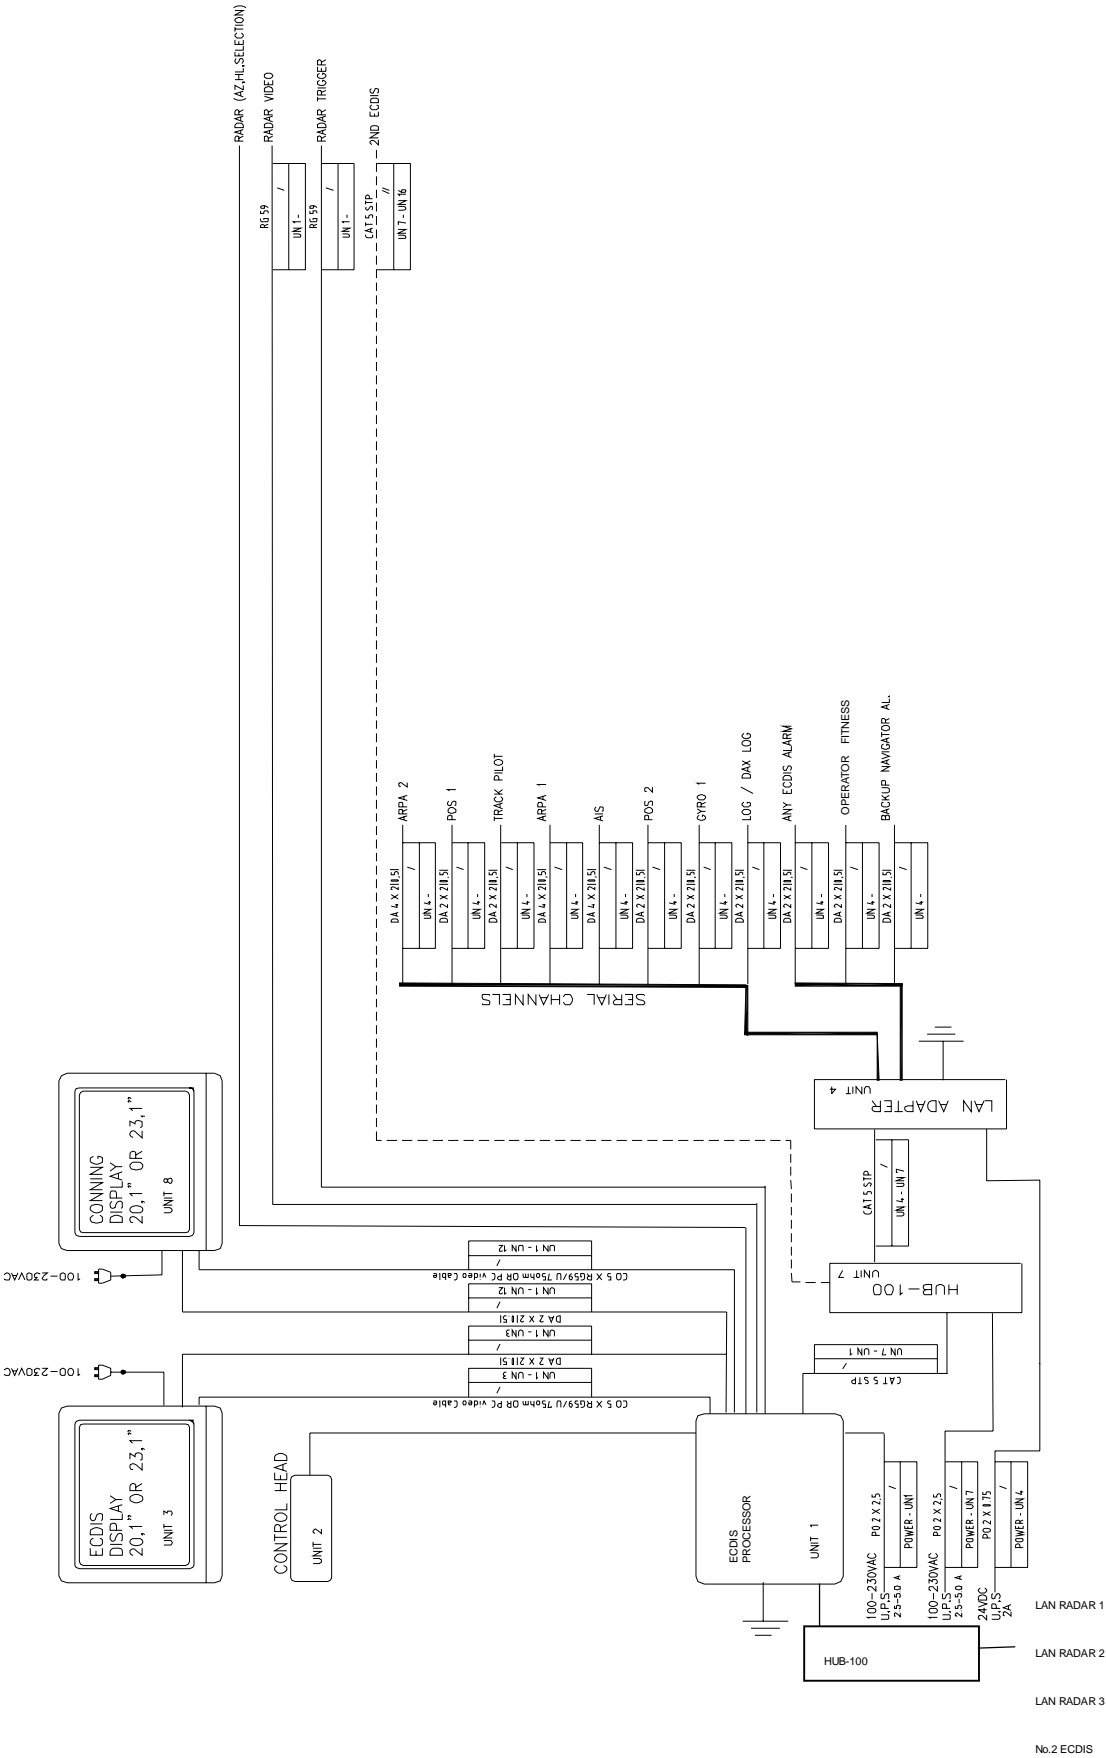 RADAR (AZ,HL,SELECTION)
RADAR VIDEO
RG 59
/
UN 1 -
RADAR TRIGGER
RG 59
/
UN 1 -
2ND ECDIS
CAT 5 STP
//
UN 7 - UN 16
ARPA 2
DA 4 X 2(0,5)
/
UN 4 -
POS 1
DA 2 X 2(0,5)
/
UN 4 -
TRACK PILOT
DA 2 X 2(0,5)
/
UN 4 -
ARPA 1
DA 4 X 2(0,5)
/
UN 4 -
AIS
DA 4 X 2(0,5)
/
UN 4 -
POS 2
DA 2 X 2(0,5)
/
UN 4 -
GYRO 1
DA 2 X 2(0,5)
/
UN 4 -
LOG / DAX LOG
DA 2 X 2(0,5)
/
UN 4 -
ANY ECDIS ALARM
DA 2 X 2(0,5)
/
UN 4 -
OPERATOR FITNESS
DA 2 X 2(0,5)
/
UN 4 -
BACKUP NAVIGATOR AL.
DA 2 X 2(0,5)
/
UN 4 -
SERIAL CHANNELS
UNIT 4
LAN ADAPTER
CAT 5 STP
/
UN 4 - UN 7
UNIT 7
HUB-100
UN 7 - UN 1
/
CAT 5 STP
CONNING
DISPLAY
20,1" OR 23,1"
UNIT 8
100-230VAC
UN 1 - UN 12
/
CO 5 X RG59/U 75ohm OR PC video Cable
UN 1 - UN 12
/
DA 2 X 2(0.5)
UN 1 - UN3
/
DA 2 X 2(0.5)
UN 1 - UN 3
/
CO 5 X RG59/U 75ohm OR PC video Cable
100-230VAC
ECDIS
DISPLAY
20,1" OR 23,1"
UNIT 3
CONTROL HEAD
UNIT 2
ECDIS
PROCESSOR
UNIT 1
100-230VAC
U.P.S
2.5-5.0 A
PO 2 X 2,5
/
POWER - UN1
100-230VAC
U.P.S
2.5-5.0 A
PO 2 X 2,5
/
POWER - UN 7
24VDC
U.P.S
2A
PO 2 X 0.75
/
POWER - UN 4
HUB-100
LAN RADAR 1
LAN RADAR 2
LAN RADAR 3
No.2 ECDIS